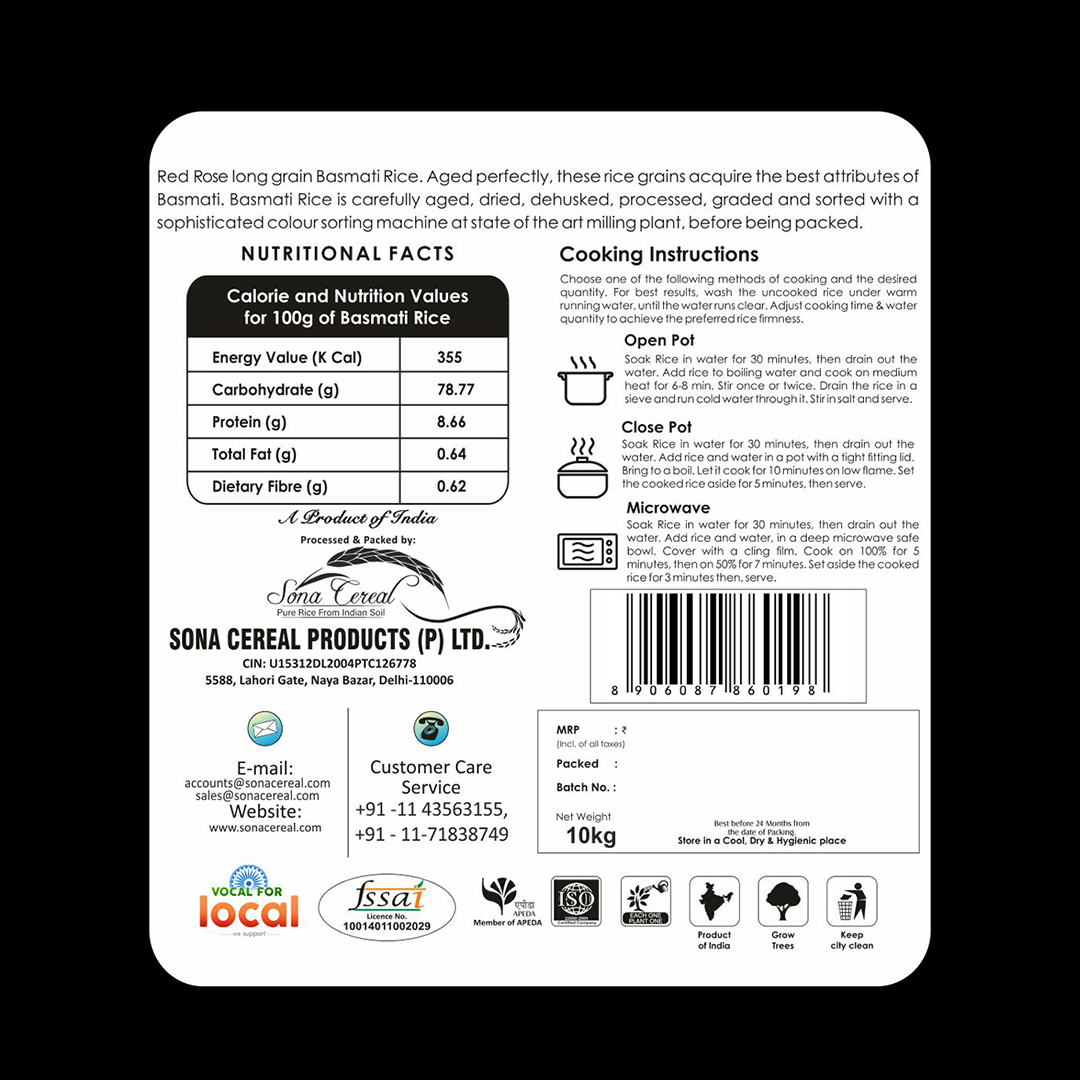 Red Rose long grain Basmati Rice. Aged perfectly, these rice grains acquire the best attributes of
Basmati. Basmati Rice is carefully aged, dried, dehusked, processed, graded and sorted with a
sophisticated colour sorting machine at state of the art milling plant, before being packed.
NUTRITIONAL FACTS
Calorie and Nutrition Values
for 100g of Basmati Rice
Energy Value (K Cal) 355
Carbohydrate (g) 78.77
Protein (g) 8.66
Total Fat (g) 0.64
Dietary Fibre (g) 0.62
A Product of India
Processed & Packed by:
Sona Cereal
Pure Rice From Indian Soil
SONA CEREAL PRODUCTS (P) LTD.
CIN: U15312DL2004PTC126778
5588, Lahori Gate, Naya Bazar, Delhi-110006
E-mail:
accounts@sonacereal.com
sales@sonacereal.com
Website:
www.sonacereal.com
Customer Care
Service
+91 -11 43563155,
+91 - 11-71838749
Cooking Instructions
Choose one of the following methods of cooking and the desired
quantity. For best results, wash the uncooked rice under warm
running water, until the water runs clear. Adjust cooking time & water
quantity to achieve the preferred rice firmness.
Open Pot
Soak Rice in water for 30 minutes, then drain out the
water. Add rice to boiling water and cook on medium
heat for 6-8 min. Stir once or twice. Drain the rice in a
sieve and run cold water through it. Stir in salt and serve.
Close Pot
Soak Rice in water for 30 minutes, then drain out the
water. Add rice and water in a pot with a tight fitting lid.
Bring to a boil. Let it cook for 10 minutes on low flame. Set
the cooked rice aside for 5 minutes, then serve.
Microwave
Soak Rice in water for 30 minutes, then drain out the
water. Add rice and water, in a deep microwave safe
bowl. Cover with a cling film. Cook on 100% for 5
minutes, then on 50% for 7 minutes. Set aside the cooked
rice for 3 minutes then, serve.
8 906087 860198
MRP : ₹
(Incl. of all taxes)
Packed :
Batch No. :
Net Weight
10kg
Best before 24 Months from
the date of Packing.
Store in a Cool, Dry & Hygienic place
VOCAL FOR
local
we support
fssai
Licence No.
10014011002029
एपीडा
APEDA
Member of APEDA
ISO
22000:2005
Certified Company
EACH ONE
PLANT ONE
Product
of India
Grow
Trees
Keep
city clean